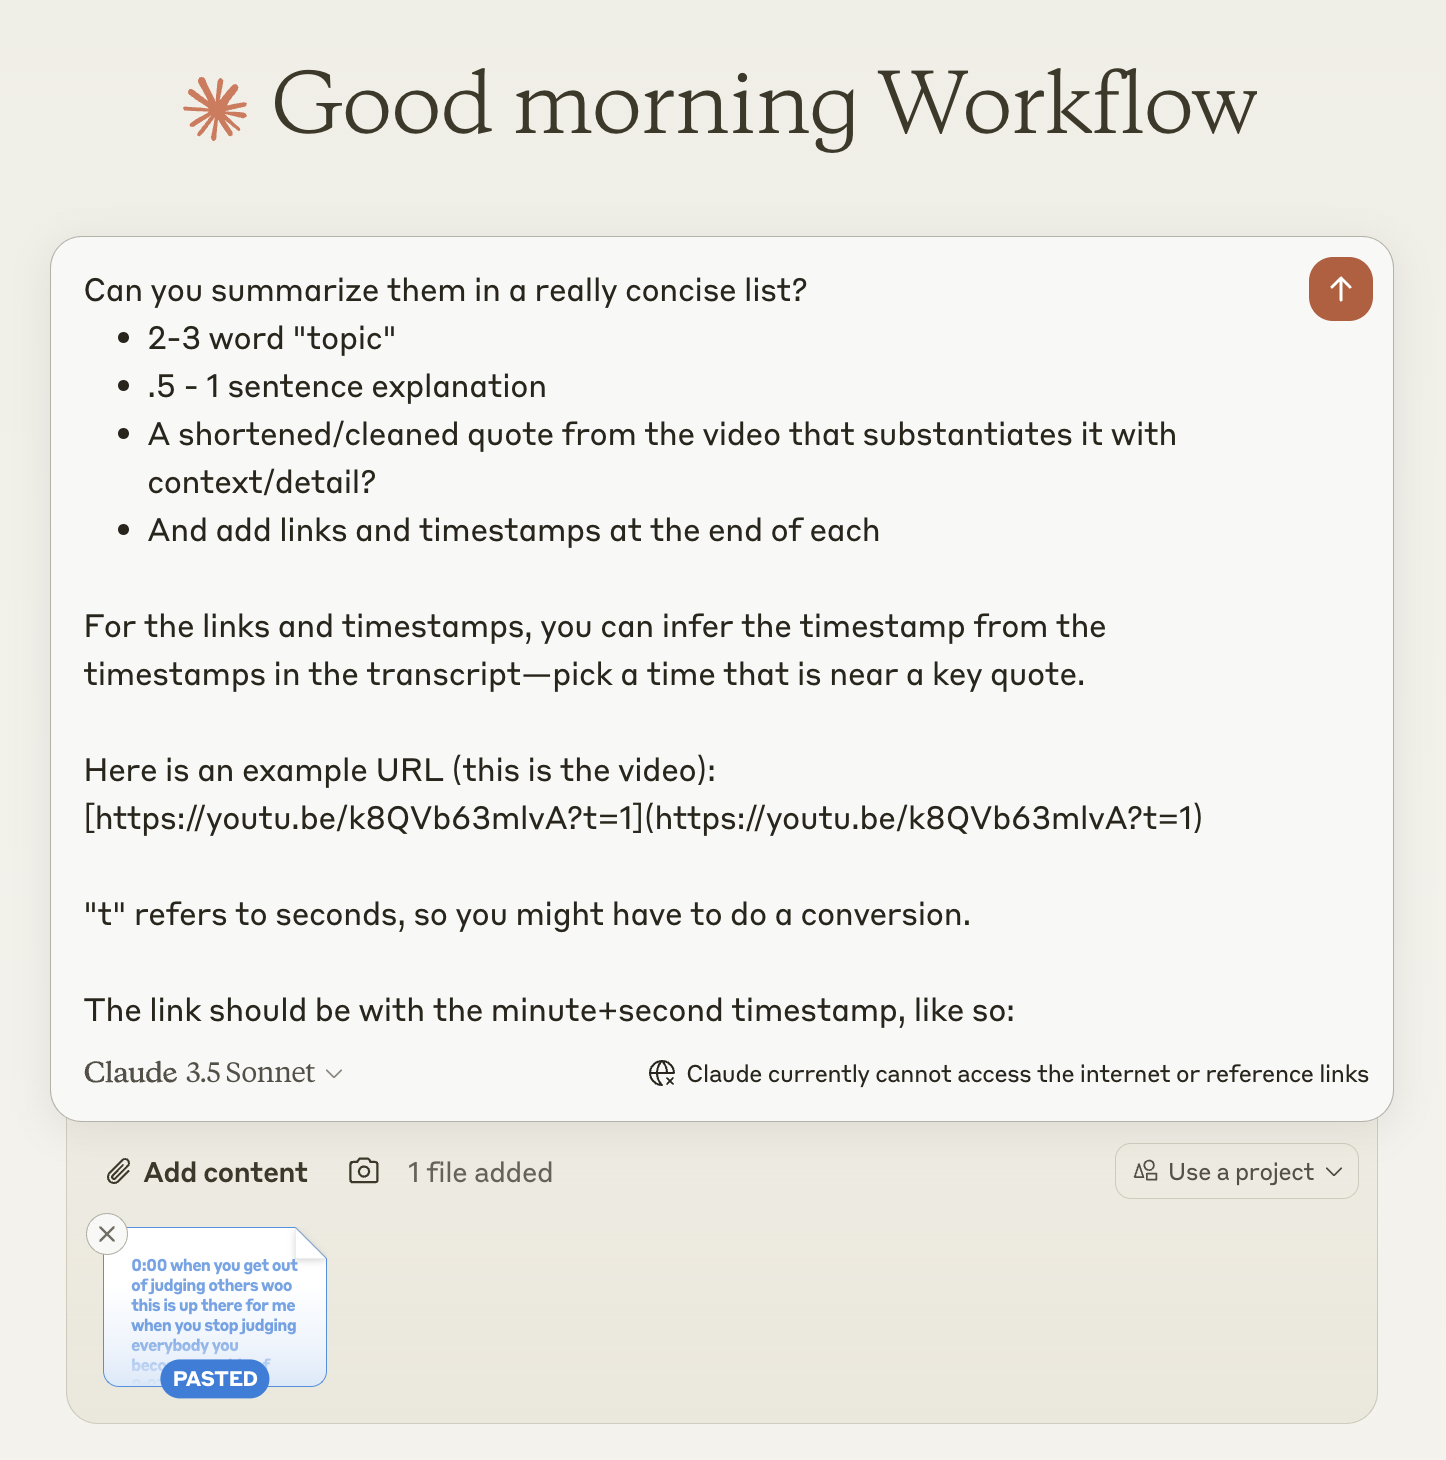 Good morning Workflow
Can you summarize them in a really concise list?
• 2-3 word "topic"
• .5 - 1 sentence explanation
• A shortened/cleaned quote from the video that substantiates it with
context/detail?
• And add links and timestamps at the end of each
For the links and timestamps, you can infer the timestamp from the
timestamps in the transcript—pick a time that is near a key quote.
Here is an example URL (this is the video):
[https://youtu.be/k8QVb63mlvA?t=1](https://youtu.be/k8QVb63mlvA?t=1)
"t" refers to seconds, so you might have to do a conversion.
The link should be with the minute+second timestamp, like so:
Claude 3.5 Sonnet
Claude currently cannot access the internet or reference links
Add content
1 file added
Use a project
0:00 when you get out
of judging others woo
this is up there for me
when you stop judging
everybody you
PASTED